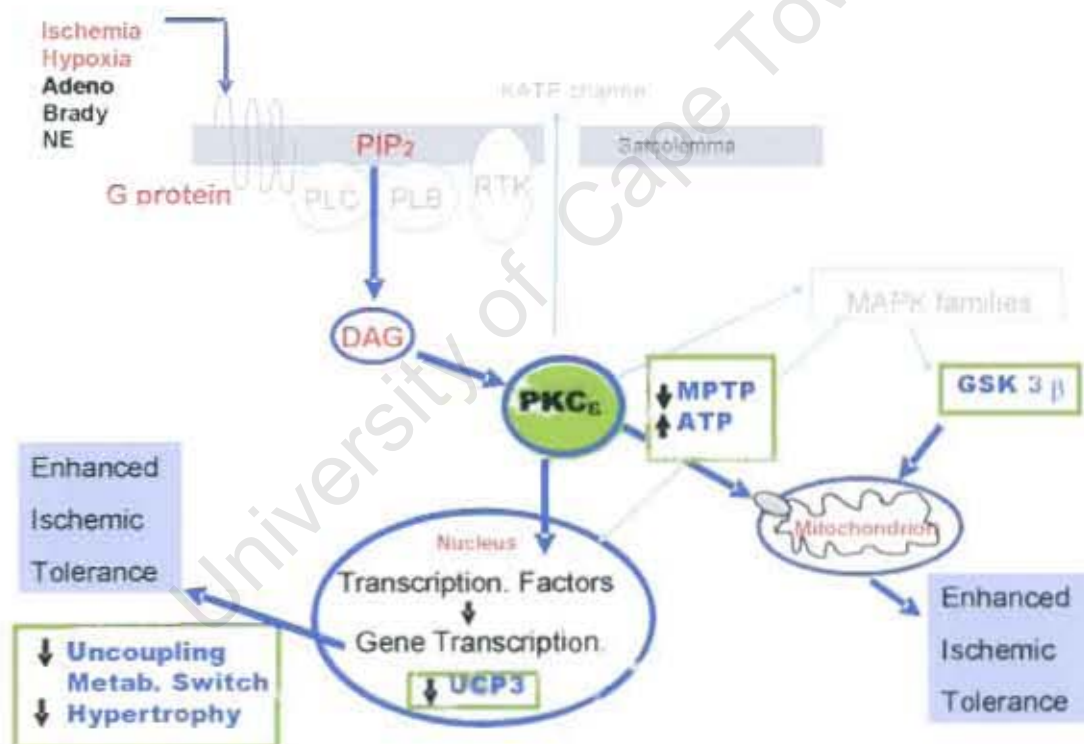 Ischemia
Hypoxia
Adeno
Brady
NE
KATP channel
PIP₂
Sarcolemma
G protein
PLC
PLB
RTK
DAG
MAPK families
PKCε
MPTP
ATP
GSK 3 β
Enhanced
Ischemic
Tolerance
Nucleus
Transcription. Factors
Gene Transcription.
UCP3
Mitochondrion
Uncoupling
Metab. Switch
Hypertrophy
Enhanced
Ischemic
Tolerance
University of Cape Tow